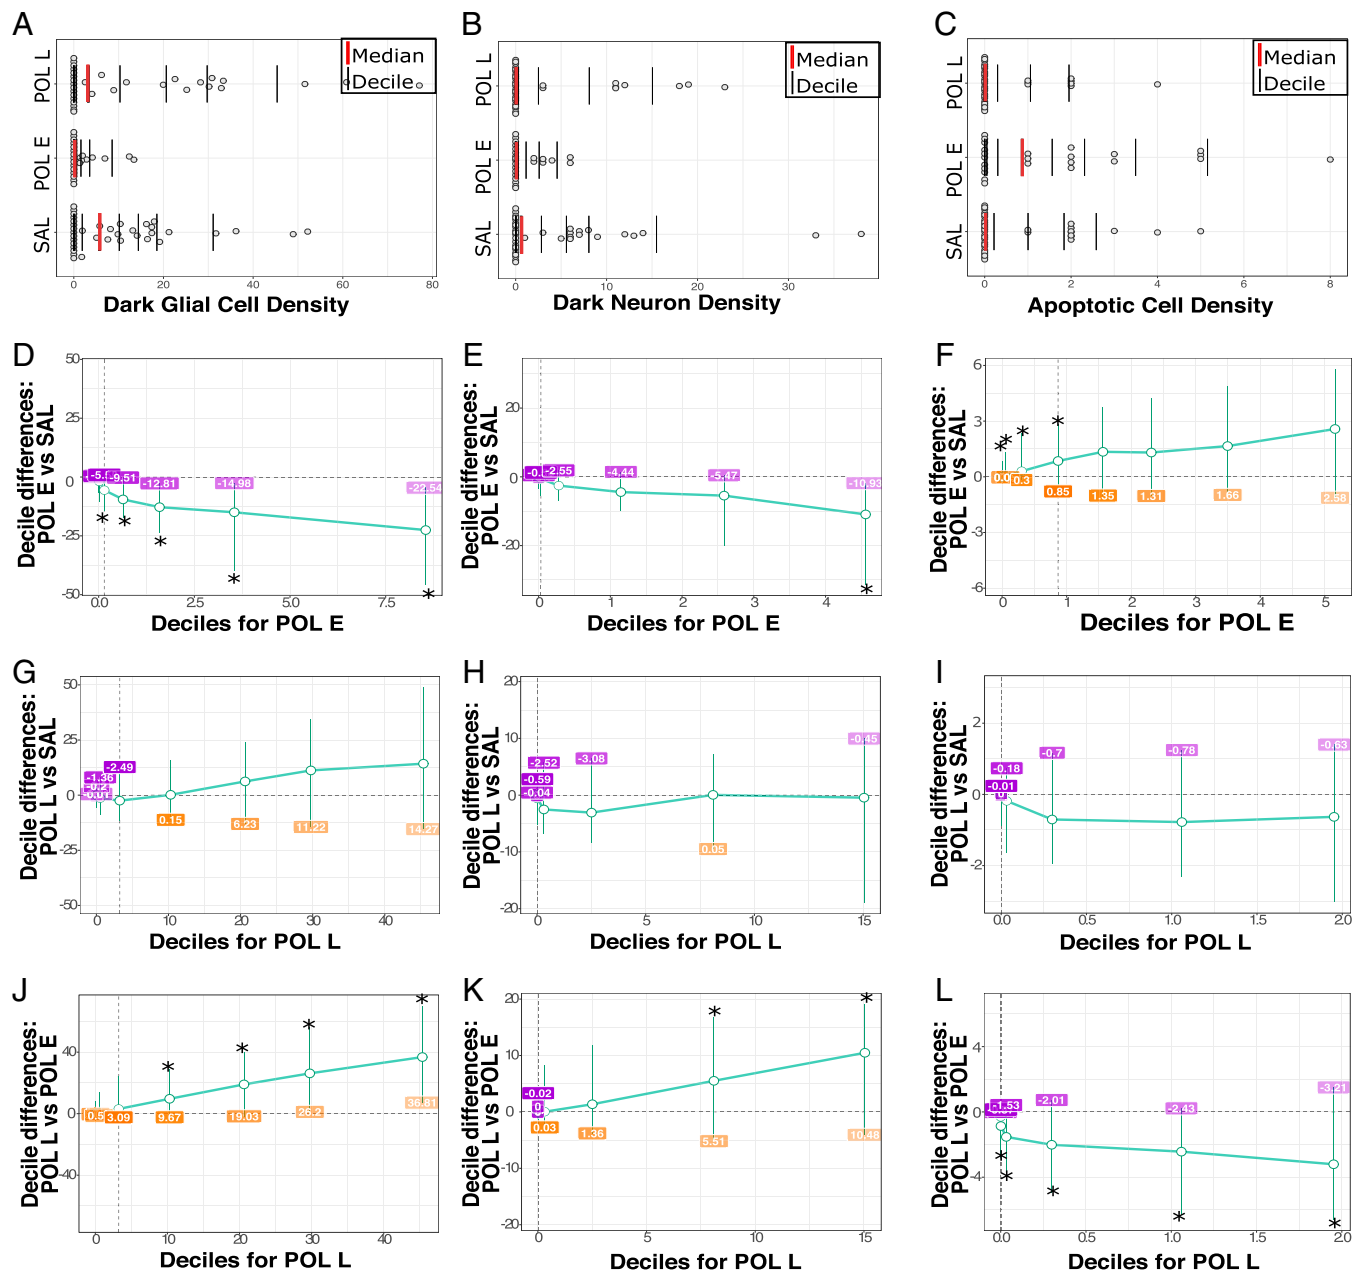 A
B
C
POL L
POL E
SAL
Median
Decile
0
20
40
60
80
Dark Glial Cell Density
POL L
POL E
SAL
Median
Decile
0
10
20
30
Dark Neuron Density
POL L
POL E
SAL
Median
Decile
0
2
4
6
8
Apoptotic Cell Density
D
Decile differences:
POL E vs SAL
50
25
0
-25
-50
-9.51
-12.81
-14.98
-22.54
*
*
*
*
*
0.0
2.5
5.0
7.5
Deciles for POL E
E
Decile differences:
POL E vs SAL
20
0
-20
-2.55
-4.44
-5.47
-10.93
*
0
1
2
3
4
Deciles for POL E
F
Decile differences:
POL E vs SAL
6
3
0
-3
-6
*
*
*
*
0.3
0.85
1.35
1.31
1.66
2.58
0
1
2
3
4
5
Deciles for POL E
G
Decile differences:
POL L vs SAL
50
25
0
-25
-50
-2.49
-1.36
-0.01
0.15
6.23
11.22
14.27
0
10
20
30
40
Deciles for POL L
H
Decile differences:
POL L vs SAL
20
10
0
-10
-20
-2.52
-3.08
-0.59
-0.04
0.05
-0.45
0
5
10
15
Declies for POL L
I
Decile differences:
POL L vs SAL
2
0
-2
-0.18
-0.01
0
-0.7
-0.78
-0.63
0.0
0.5
1.0
1.5
2.0
Deciles for POL L
J
Decile differences:
POL L vs POL E
40
0
-40
*
*
*
*
3.09
9.67
19.03
26.2
36.61
0
10
20
30
40
Deciles for POL L
K
Decile differences:
POL L vs POL E
20
10
0
-10
-20
*
*
-0.02
0
0
0.03
1.36
5.51
10.48
0
5
10
15
Deciles for POL L
L
Decile differences:
POL L vs POL E
4
0
-4
-1.53
-2.01
-2.43
-3.21
*
*
*
*
*
0.0
0.5
1.0
1.5
2.0
Deciles for POL L